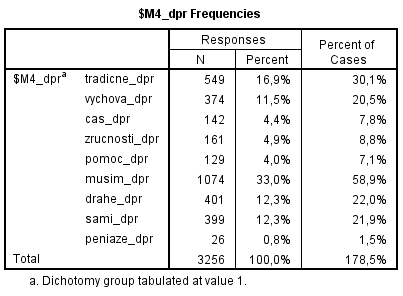 $M4_dpr Frequencies
Responses Percent of Cases
N Percent
$M4_dprᵃ tradicne_dpr 549 16,9% 30,1%
vychova_dpr 374 11,5% 20,5%
cas_dpr 142 4,4% 7,8%
zrucnosti_dpr 161 4,9% 8,8%
pomoc_dpr 129 4,0% 7,1%
musim_dpr 1074 33,0% 58,9%
drahe_dpr 401 12,3% 22,0%
sami_dpr 399 12,3% 21,9%
peniaze_dpr 26 0,8% 1,5%
Total 3256 100,0% 178,5%
a. Dichotomy group tabulated at value 1.